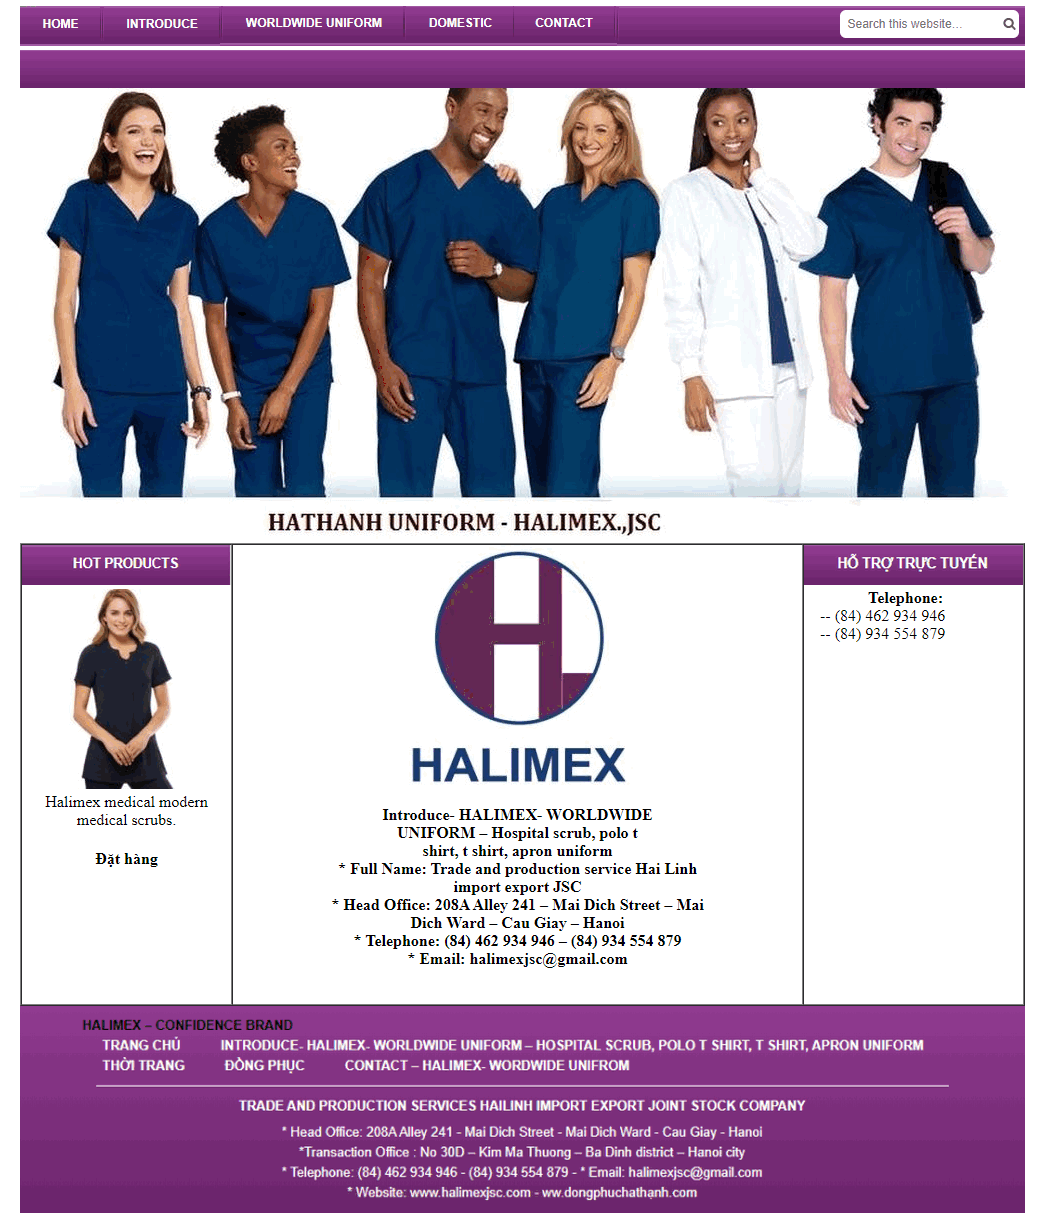 HOME INTRODUCE WORLDWIDE UNIFORM DOMESTIC CONTACT Search this website...
HATHANH UNIFORM - HALIMEX.,JSC
HOT PRODUCTS
Halimex medical modern
medical scrubs.
Đặt hàng
HALIMEX
Introduce- HALIMEX- WORLDWIDE
UNIFORM – Hospital scrub, polo t
shirt, t shirt, apron uniform
* Full Name: Trade and production service Hai Linh
import export JSC
* Head Office: 208A Alley 241 – Mai Dich Street – Mai
Dich Ward – Cau Giay – Hanoi
* Telephone: (84) 462 934 946 – (84) 934 554 879
* Email: halimexjsc@gmail.com
HỖ TRỢ TRỰC TUYẾN
Telephone:
-- (84) 462 934 946
-- (84) 934 554 879
HALIMEX – CONFIDENCE BRAND
TRANG CHỦ INTRODUCE- HALIMEX- WORLDWIDE UNIFORM – HOSPITAL SCRUB, POLO T SHIRT, T SHIRT, APRON UNIFORM
THỜI TRANG ĐỒNG PHỤC CONTACT – HALIMEX- WORDWIDE UNIFROM
TRADE AND PRODUCTION SERVICES HAILINH IMPORT EXPORT JOINT STOCK COMPANY
* Head Office: 208A Alley 241 - Mai Dich Street - Mai Dich Ward - Cau Giay - Hanoi
*Transaction Office : No 30D – Kim Ma Thuong – Ba Dinh district – Hanoi city
* Telephone: (84) 462 934 946 - (84) 934 554 879 - * Email: halimexjsc@gmail.com
* Website: www.halimexjsc.com - ww.dongphuchathạnh.com